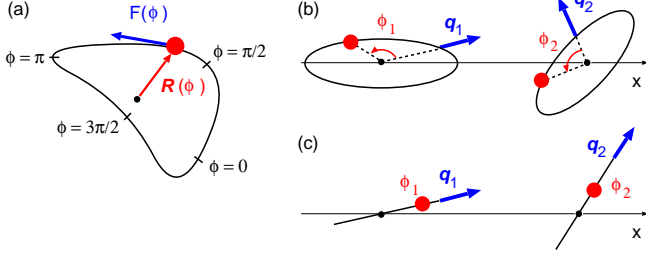 (a)
F(ϕ)
ϕ = π
ϕ = π/2
R(ϕ)
ϕ = 3π/2
ϕ = 0
(b)
ϕ₁
q₁
q₂
ϕ₂
x
(c)
ϕ₁
q₁
q₂
ϕ₂
x